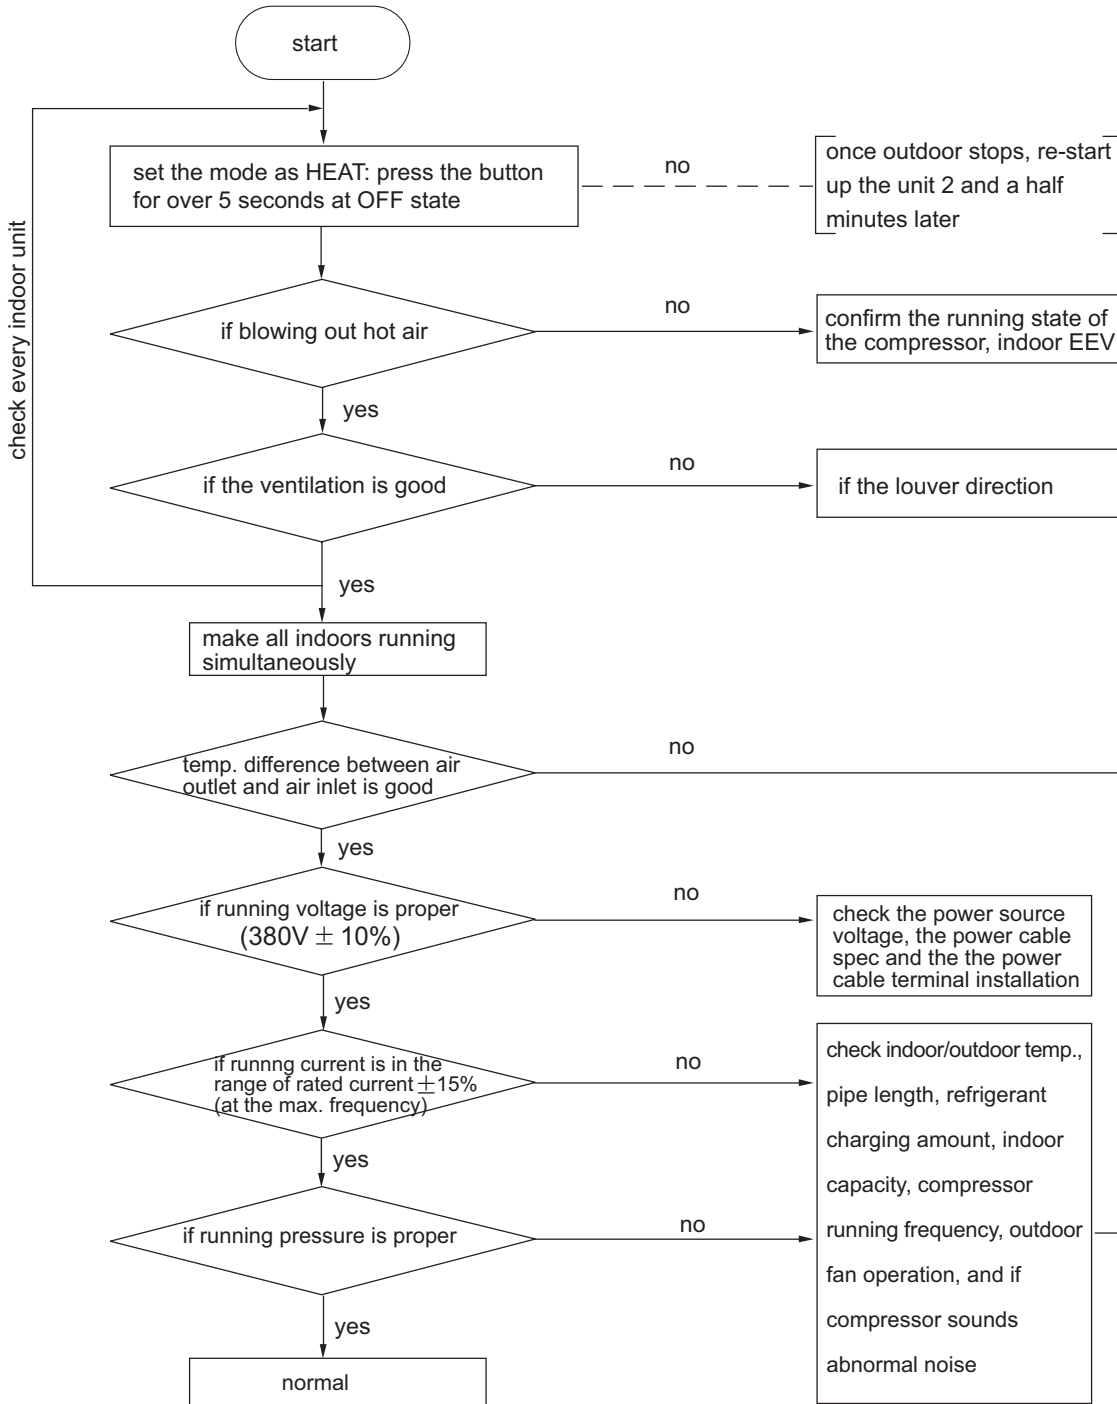 start
check every indoor unit
set the mode as HEAT: press the button
for over 5 seconds at OFF state
no
once outdoor stops, re-start
up the unit 2 and a half
minutes later
if blowing out hot air
no
confirm the running state of
the compressor, indoor EEV
yes
if the ventilation is good
no
if the louver direction
yes
make all indoors running
simultaneously
temp. difference between air
outlet and air inlet is good
no
yes
if running voltage is proper
(380V ± 10%)
no
check the power source
voltage, the power cable
spec and the the power
cable terminal installation
yes
if runnng current is in the
range of rated current ±15%
(at the max. frequency)
no
check indoor/outdoor temp.,
pipe length, refrigerant
charging amount, indoor
capacity, compressor
running frequency, outdoor
fan operation, and if
compressor sounds
abnormal noise
yes
if running pressure is proper
no
yes
normal